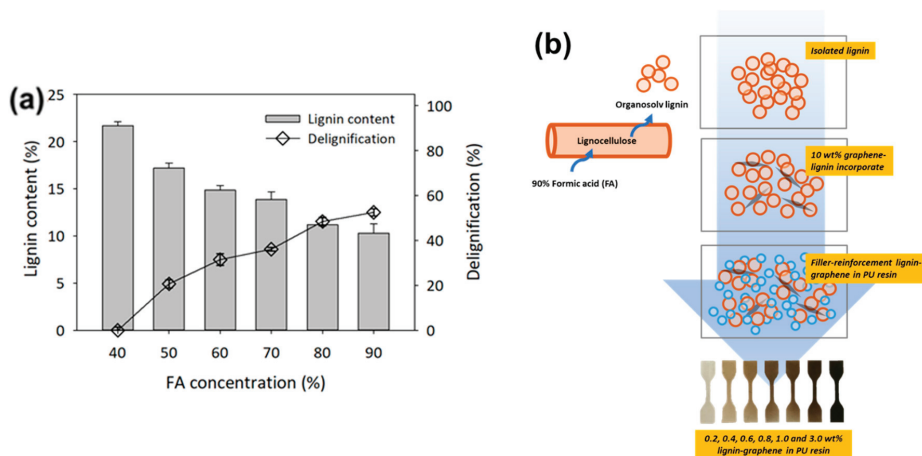 (a)
25
20
15
10
5
0
Lignin content (%)
Lignin content
Delignification
100
80
60
40
20
0
Delignification (%)
40 50 60 70 80 90
FA concentration (%)
(b)
Organosolv lignin
Lignocellulose
90% Formic acid (FA)
Isolated lignin
10 wt% graphene-
lignin incorporate
Filler-reinforcement lignin-
graphene in PU resin
0.2, 0.4, 0.6, 0.8, 1.0 and 3.0 wt%
lignin-graphene in PU resin